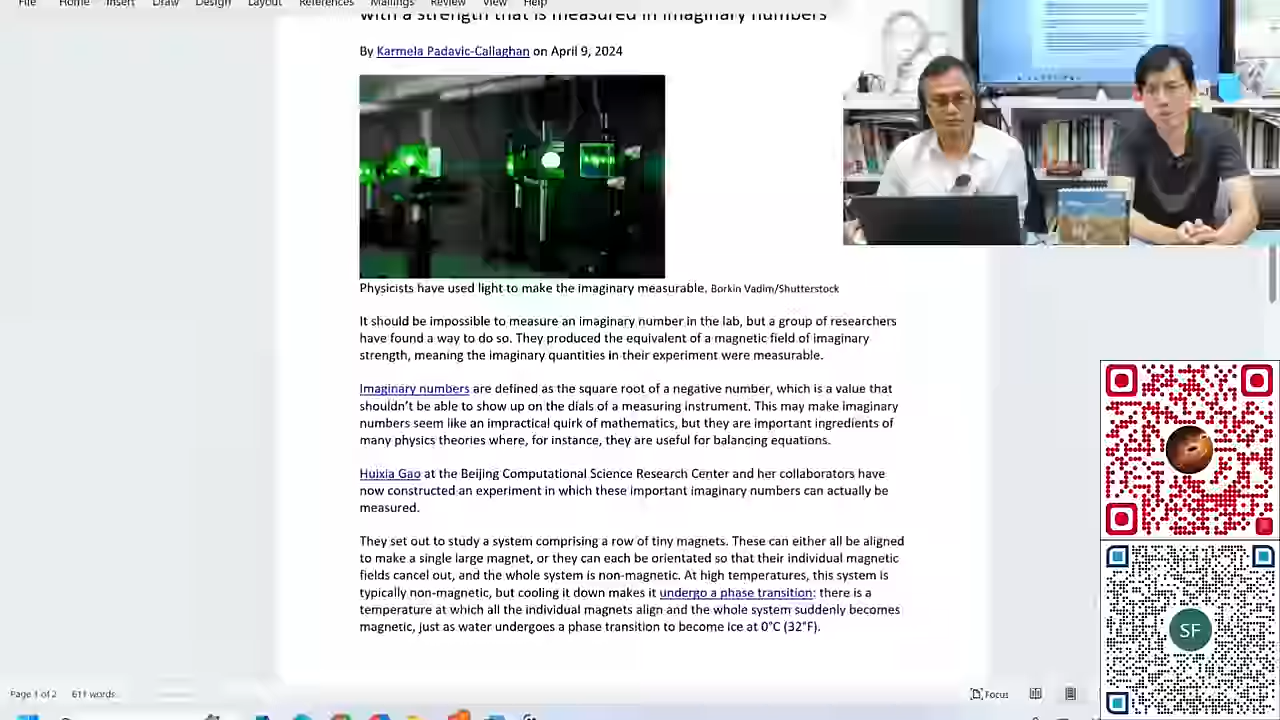 File Home Insert Draw Design Layout References Mailings Review View Help
with a strength that is measured in imaginary numbers
By Karmela Padavic-Callaghan on April 9, 2024
Physicists have used light to make the imaginary measurable. Borkin Vadim/Shutterstock
It should be impossible to measure an imaginary number in the lab, but a group of researchers
have found a way to do so. They produced the equivalent of a magnetic field of imaginary
strength, meaning the imaginary quantities in their experiment were measurable.
Imaginary numbers are defined as the square root of a negative number, which is a value that
shouldn't be able to show up on the dials of a measuring instrument. This may make imaginary
numbers seem like an impractical quirk of mathematics, but they are important ingredients of
many physics theories where, for instance, they are useful for balancing equations.
Huixia Gao at the Beijing Computational Science Research Center and her collaborators have
now constructed an experiment in which these important imaginary numbers can actually be
measured.
They set out to study a system comprising a row of tiny magnets. These can either all be aligned
to make a single large magnet, or they can each be orientated so that their individual magnetic
fields cancel out, and the whole system is non-magnetic. At high temperatures, this system is
typically non-magnetic, but cooling it down makes it undergo a phase transition: there is a
temperature at which all the individual magnets align and the whole system suddenly becomes
magnetic, just as water undergoes a phase transition to become ice at 0°C (32°F).
SF
Page 1 of 2 611 words
Focus